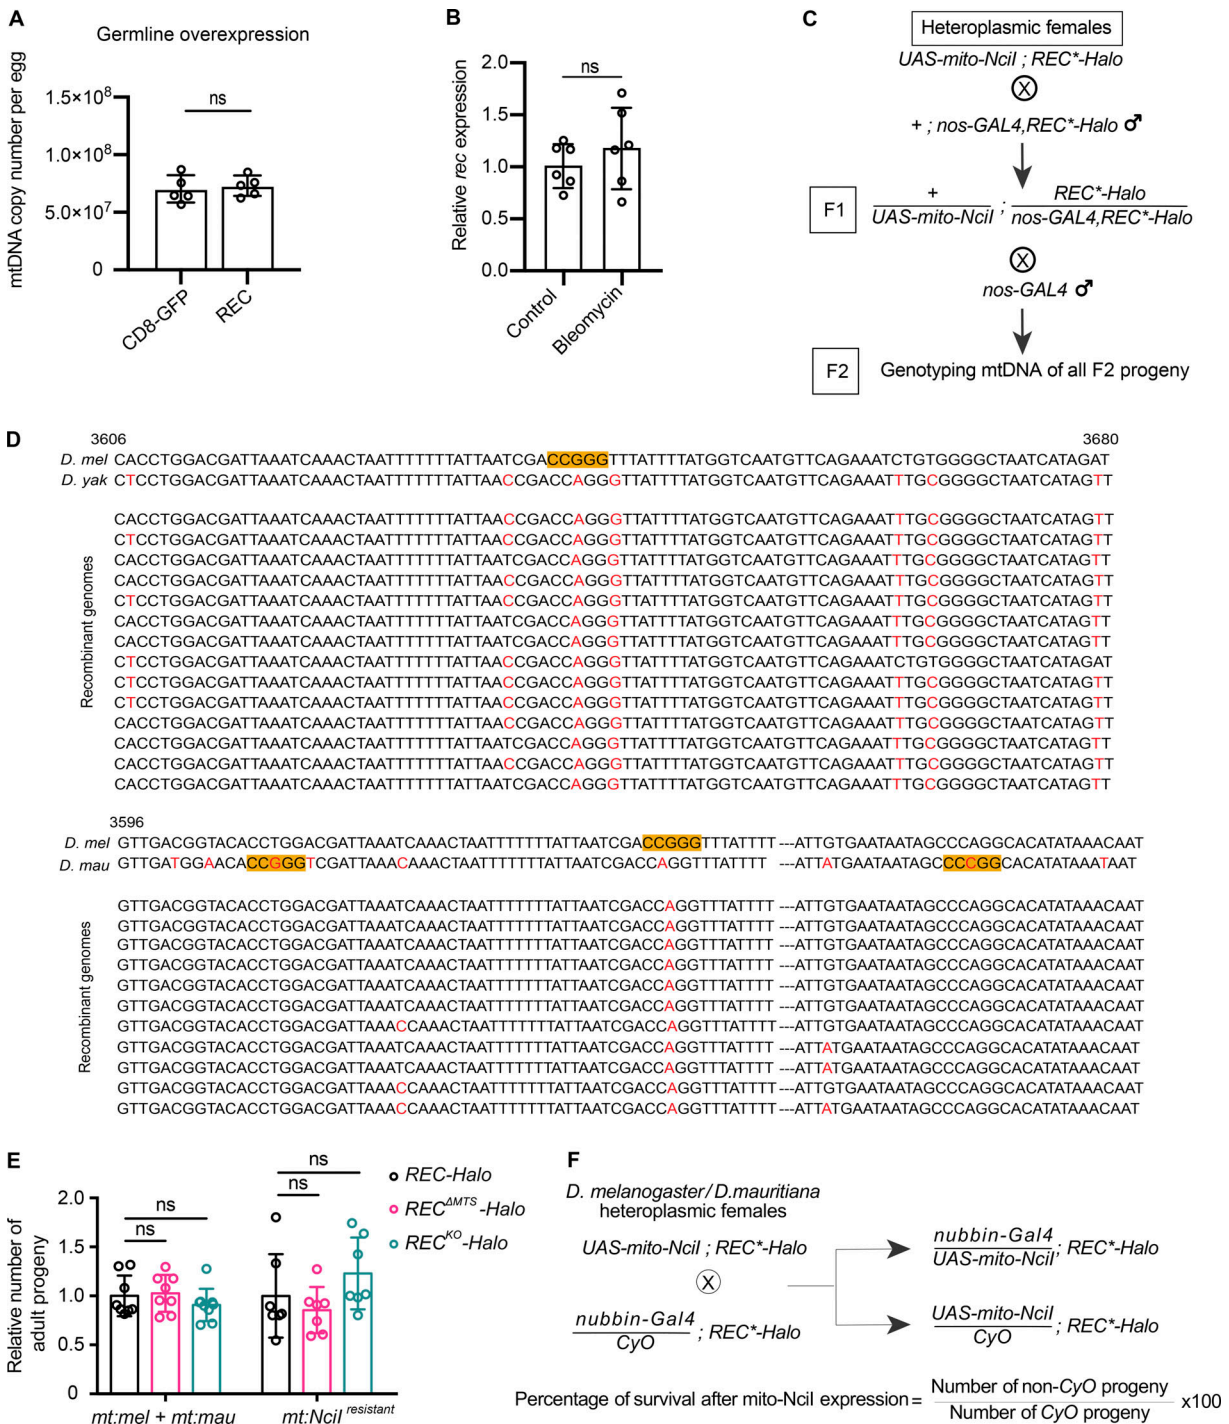 A
Germline overexpression
mtDNA copy number per egg
1.5×10⁸
1.0×10⁸
5.0×10⁷
0
ns
CD8-GFP
REC
B
Relative rec expression
2.0
1.5
1.0
0.5
0.0
ns
Control
Bleomycin
C
Heteroplasmic females
UAS-mito-NciI ; REC*-Halo
X
+ ; nos-GAL4,REC*-Halo ♂
F1
+ / UAS-mito-NciI ; REC*-Halo / nos-GAL4,REC*-Halo
X
nos-GAL4 ♂
F2
Genotyping mtDNA of all F2 progeny
D
3606 3680
D. mel CACCTGGACGATTAAATCAAACTAATTTTTTTATTAATCGACCGGGTTTATTTTATGGTCAATGTTCAGAAATCTGTGGGGCTAATCATAGAT
D. yak CTCCTGGACGATTAAATCAAACTAATTTTTTTATTAACCGACCAGGGTTATTTTATGGTCAATGTTCAGAAATTTGCGGGGCTAATCATAGTT
Recombinant genomes
CACCTGGACGATTAAATCAAACTAATTTTTTTATTAACCGACCAGGGTTATTTTATGGTCAATGTTCAGAAATTTGCGGGGCTAATCATAGTT
CTCCTGGACGATTAAATCAAACTAATTTTTTTATTAACCGACCAGGGTTATTTTATGGTCAATGTTCAGAAATTTGCGGGGCTAATCATAGTT
CACCTGGACGATTAAATCAAACTAATTTTTTTATTAATCGACCAGGGTTATTTTATGGTCAATGTTCAGAAATTTGCGGGGCTAATCATAGTT
CACCTGGACGATTAAATCAAACTAATTTTTTTATTAACCGACCAGGGTTATTTTATGGTCAATGTTCAGAAATTTGCGGGGCTAATCATAGTT
CTCCTGGACGATTAAATCAAACTAATTTTTTTATTAACCGACCAGGGTTATTTTATGGTCAATGTTCAGAAATTTGCGGGGCTAATCATAGTT
CACCTGGACGATTAAATCAAACTAATTTTTTTATTAATCGACCAGGGTTATTTTATGGTCAATGTTCAGAAATTTGCGGGGCTAATCATAGTT
CACCTGGACGATTAAATCAAACTAATTTTTTTATTAATCGACCAGGGTTATTTTATGGTCAATGTTCAGAAATTTGCGGGGCTAATCATAGTT
CTCCTGGACGATTAAATCAAACTAATTTTTTTATTAACCGACCAGGGTTATTTTATGGTCAATGTTCAGAAATCTGTGGGGCTAATCATAGAT
CTCCTGGACGATTAAATCAAACTAATTTTTTTATTAACCGACCAGGGTTATTTTATGGTCAATGTTCAGAAATTTGCGGGGCTAATCATAGTT
CTCCTGGACGATTAAATCAAACTAATTTTTTTATTAACCGACCAGGGTTATTTTATGGTCAATGTTCAGAAATTTGCGGGGCTAATCATAGTT
CACCTGGACGATTAAATCAAACTAATTTTTTTATTAACCGACCAGGGTTATTTTATGGTCAATGTTCAGAAATTTGCGGGGCTAATCATAGTT
CACCTGGACGATTAAATCAAACTAATTTTTTTATTAATCGACCAGGGTTATTTTATGGTCAATGTTCAGAAATTTGCGGGGCTAATCATAGTT
CACCTGGACGATTAAATCAAACTAATTTTTTTATTAACCGACCAGGGTTATTTTATGGTCAATGTTCAGAAATTTGCGGGGCTAATCATAGTT
CACCTGGACGATTAAATCAAACTAATTTTTTTATTAATCGACCAGGGTTATTTTATGGTCAATGTTCAGAAATTTGCGGGGCTAATCATAGTT
3596
D. mel GTTGACGGTACACCTGGACGATTAAATCAAACTAATTTTTTTATTAATCGACCGGGTTTATTTT ---ATTGTGAATAATAGCCCAGGCACATATAAACAAT
D. mau GTTGATGGAACACCGGGTCGATTAAACAAACTAATTTTTTTATTAATCGACCAGGTTTATTTT ---ATTATGAATAATAGCCCCGGCACATATAAATAAT
Recombinant genomes
GTTGACGGTACACCTGGACGATTAAATCAAACTAATTTTTTTATTAATCGACCAGGTTTATTTT ---ATTGTGAATAATAGCCCAGGCACATATAAACAAT
GTTGACGGTACACCTGGACGATTAAATCAAACTAATTTTTTTATTAATCGACCAGGTTTATTTT ---ATTGTGAATAATAGCCCAGGCACATATAAACAAT
GTTGACGGTACACCTGGACGATTAAATCAAACTAATTTTTTTATTAATCGACCAGGTTTATTTT ---ATTGTGAATAATAGCCCAGGCACATATAAACAAT
GTTGACGGTACACCTGGACGATTAAATCAAACTAATTTTTTTATTAATCGACCAGGTTTATTTT ---ATTGTGAATAATAGCCCAGGCACATATAAACAAT
GTTGACGGTACACCTGGACGATTAAATCAAACTAATTTTTTTATTAATCGACCAGGTTTATTTT ---ATTGTGAATAATAGCCCAGGCACATATAAACAAT
GTTGACGGTACACCTGGACGATTAAATCAAACTAATTTTTTTATTAATCGACCAGGTTTATTTT ---ATTGTGAATAATAGCCCAGGCACATATAAACAAT
GTTGACGGTACACCTGGACGATTAAACCAAACTAATTTTTTTATTAATCGACCAGGTTTATTTT ---ATTGTGAATAATAGCCCAGGCACATATAAACAAT
GTTGACGGTACACCTGGACGATTAAATCAAACTAATTTTTTTATTAATCGACCAGGTTTATTTT ---ATTATGAATAATAGCCCAGGCACATATAAACAAT
GTTGACGGTACACCTGGACGATTAAATCAAACTAATTTTTTTATTAATCGACCAGGTTTATTTT ---ATTATGAATAATAGCCCAGGCACATATAAACAAT
GTTGACGGTACACCTGGACGATTAAACCAAACTAATTTTTTTATTAATCGACCAGGTTTATTTT ---ATTGTGAATAATAGCCCAGGCACATATAAACAAT
GTTGACGGTACACCTGGACGATTAAACCAAACTAATTTTTTTATTAATCGACCAGGTTTATTTT ---ATTATGAATAATAGCCCAGGCACATATAAACAAT
E
Relative number of
adult progeny
2.0
1.5
1.0
0.5
0
ns
ns
ns
ns
REC-Halo
REC^ΔMTS-Halo
REC^KO-Halo
mt:mel + mt:mau
mt:NciI^resistant
F
D. melanogaster/D.mauritiana
heteroplasmic females
UAS-mito-NciI ; REC*-Halo
X
nubbin-Gal4 / CyO ; REC*-Halo
nubbin-Gal4 / UAS-mito-NciI ; REC*-Halo
UAS-mito-NciI / CyO ; REC*-Halo
Percentage of survival after mito-NciI expression = Number of non-CyO progeny / Number of CyO progeny x100